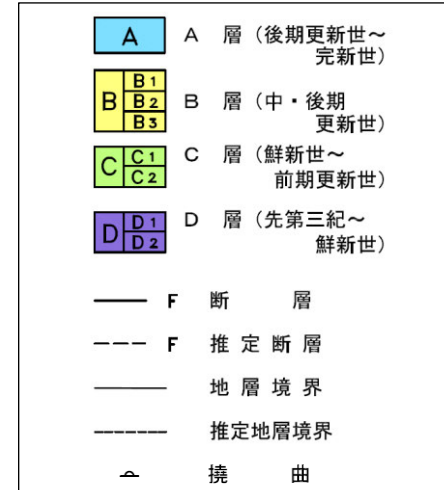 A A 層（後期更新世～
完新世）
B B1 B2 B3 B 層（中・後期
更新世）
C C1 C2 C 層（鮮新世～
前期更新世）
D D1 D2 D 層（先第三紀～
鮮新世）
F 断層
F 推定断層
地層境界
推定地層境界
撓曲